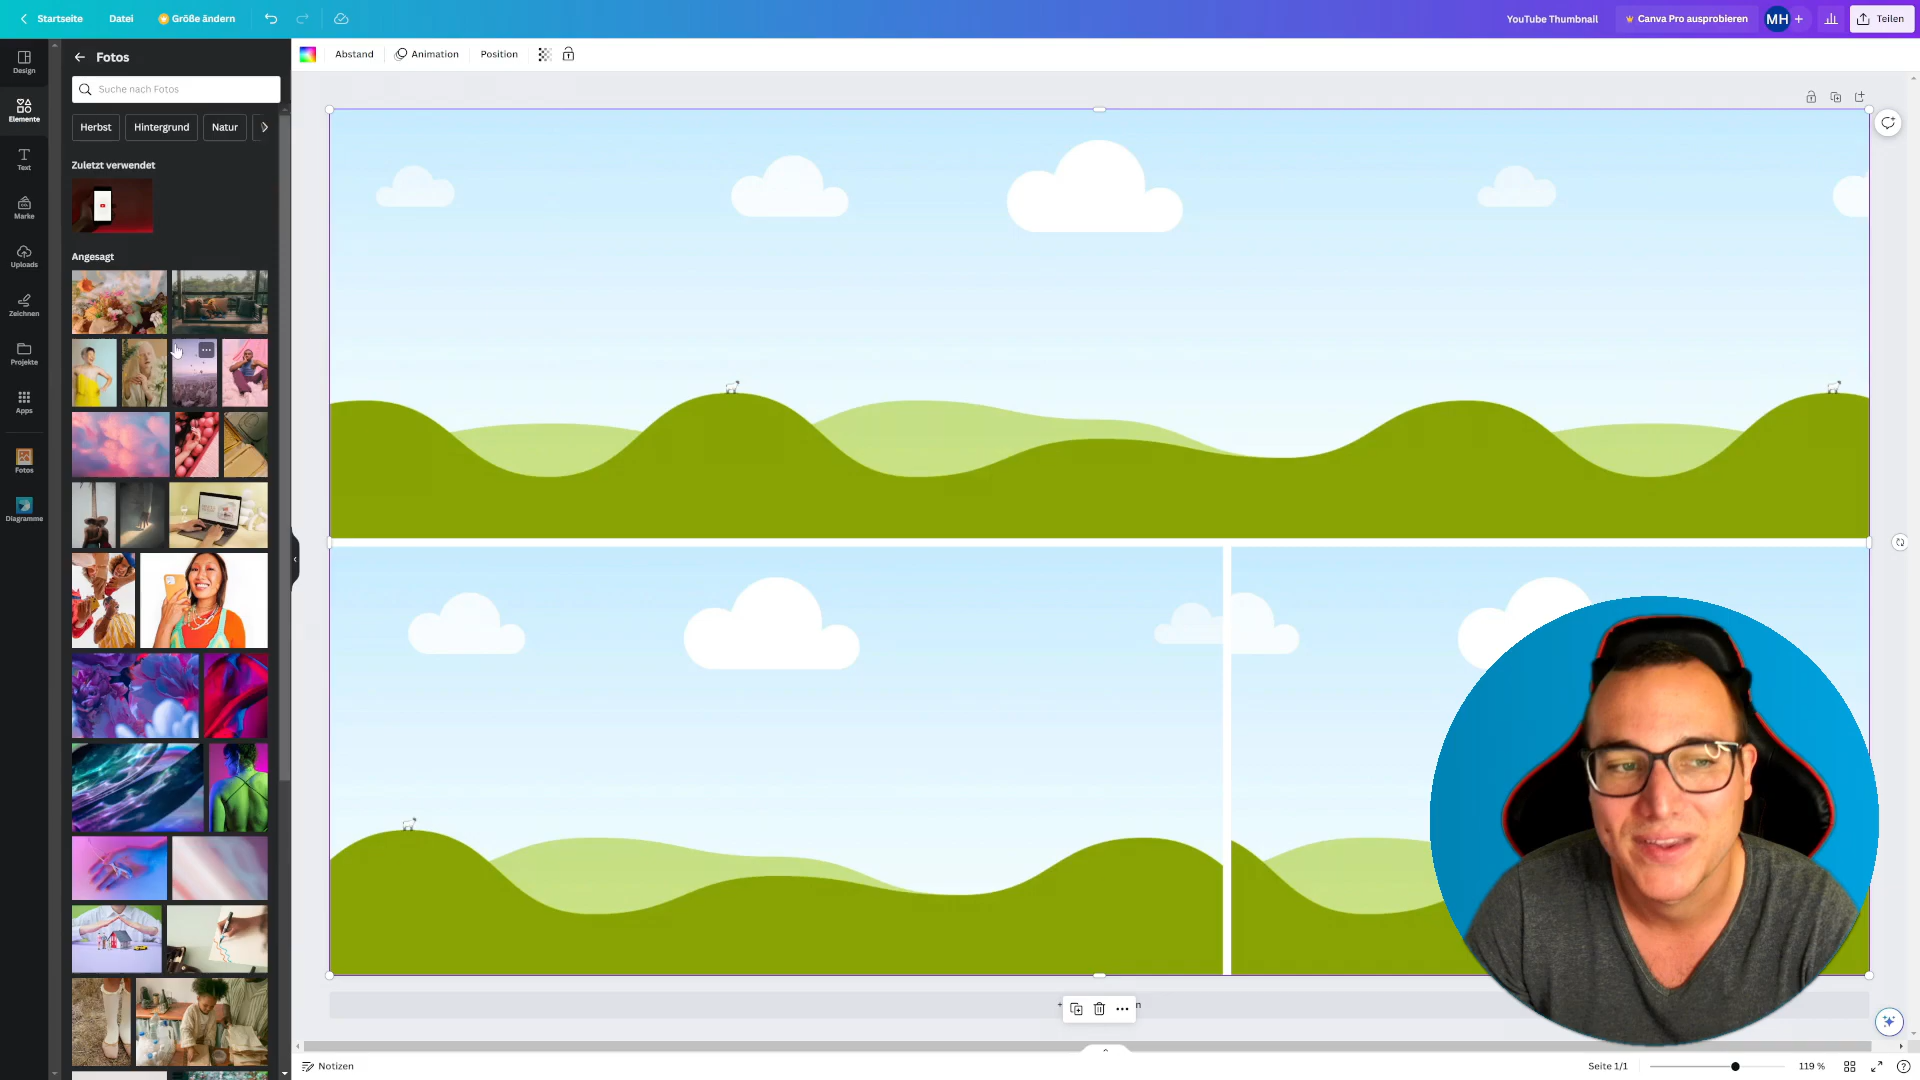 Startseite
Datei
Größe ändern
YouTube Thumbnail
Canva Pro ausprobieren
MH
Teilen
Design
Elemente
Text
Marke
Uploads
Zeichnen
Projekte
Apps
Fotos
Diagramme
Fotos
Suche nach Fotos
Herbst
Hintergrund
Natur
Zuletzt verwendet
Angesagt
Abstand
Animation
Position
Notizen
Seite 1/1
119 %